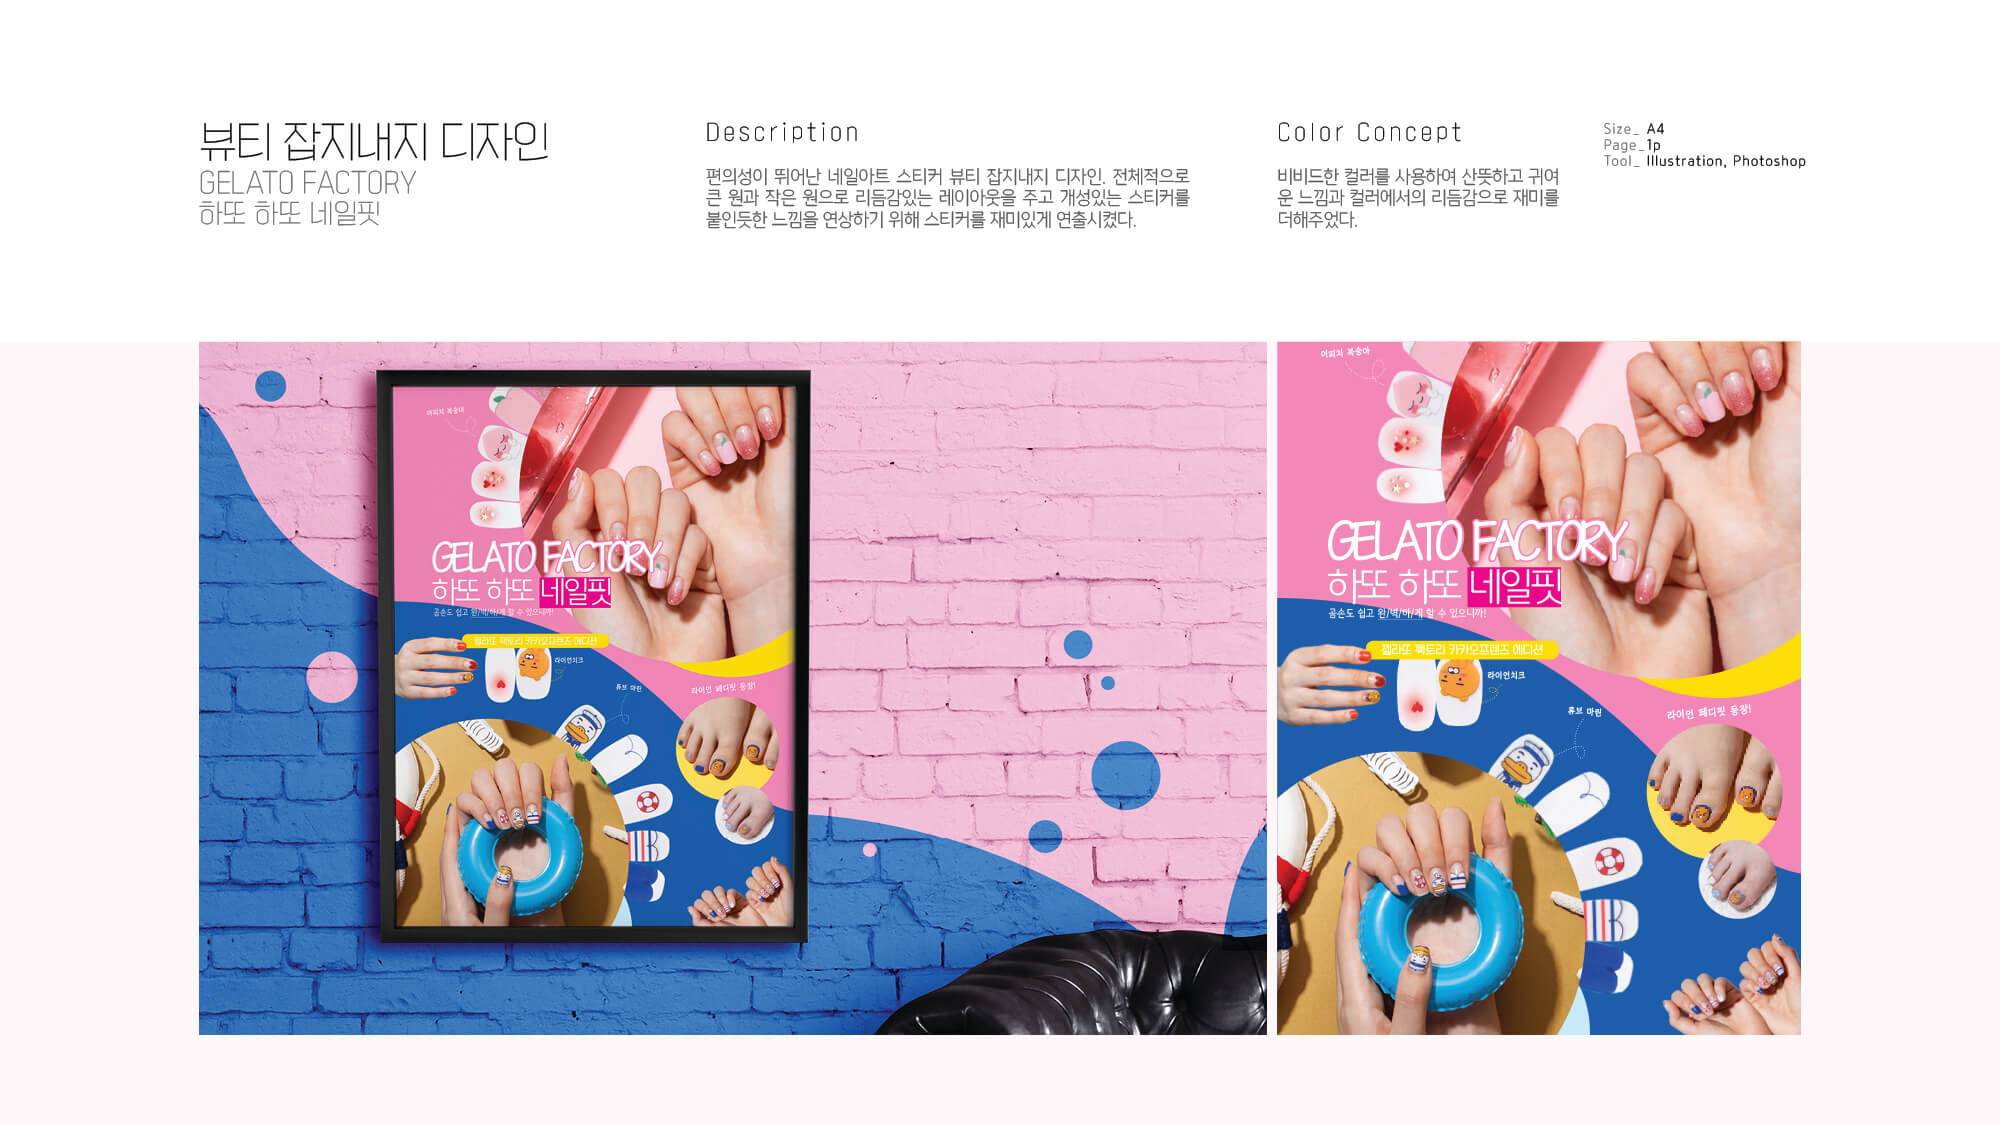 뷰티 잡지내지 디자인
GELATO FACTORY
하또 하또 네일핏
Description
편의성이 뛰어난 네일아트 스티커 뷰티 잡지내지 디자인. 전체적으로
큰 원과 작은 원으로 리듬감있는 레이아웃을 주고 개성있는 스티커를
붙인듯한 느낌을 연상하기 위해 스티커를 재미있게 연출시켰다.
Color Concept
비비드한 컬러를 사용하여 산뜻하고 귀여
운 느낌과 컬러에서의 리듬감으로 재미를
더해주었다.
Size_ A4
Page_1p
Tool_ Illustration, Photoshop
어피치 복숭아
GELATO FACTORY
하또 하또 네일핏
곰손도 쉽고 완/벽/하/게 할 수 있으니까!
젤라또 팩토리 카카오프렌즈 에디션
라이언치크
튜브 마린
라이언 페디핏 등장!
어피치 복숭아
GELATO FACTORY
하또 하또 네일핏
곰손도 쉽고 완/벽/하/게 할 수 있으니까!
젤라또 팩토리 카카오프렌즈 에디션
라이언치크
튜브 마린
라이언 페디핏 등장!